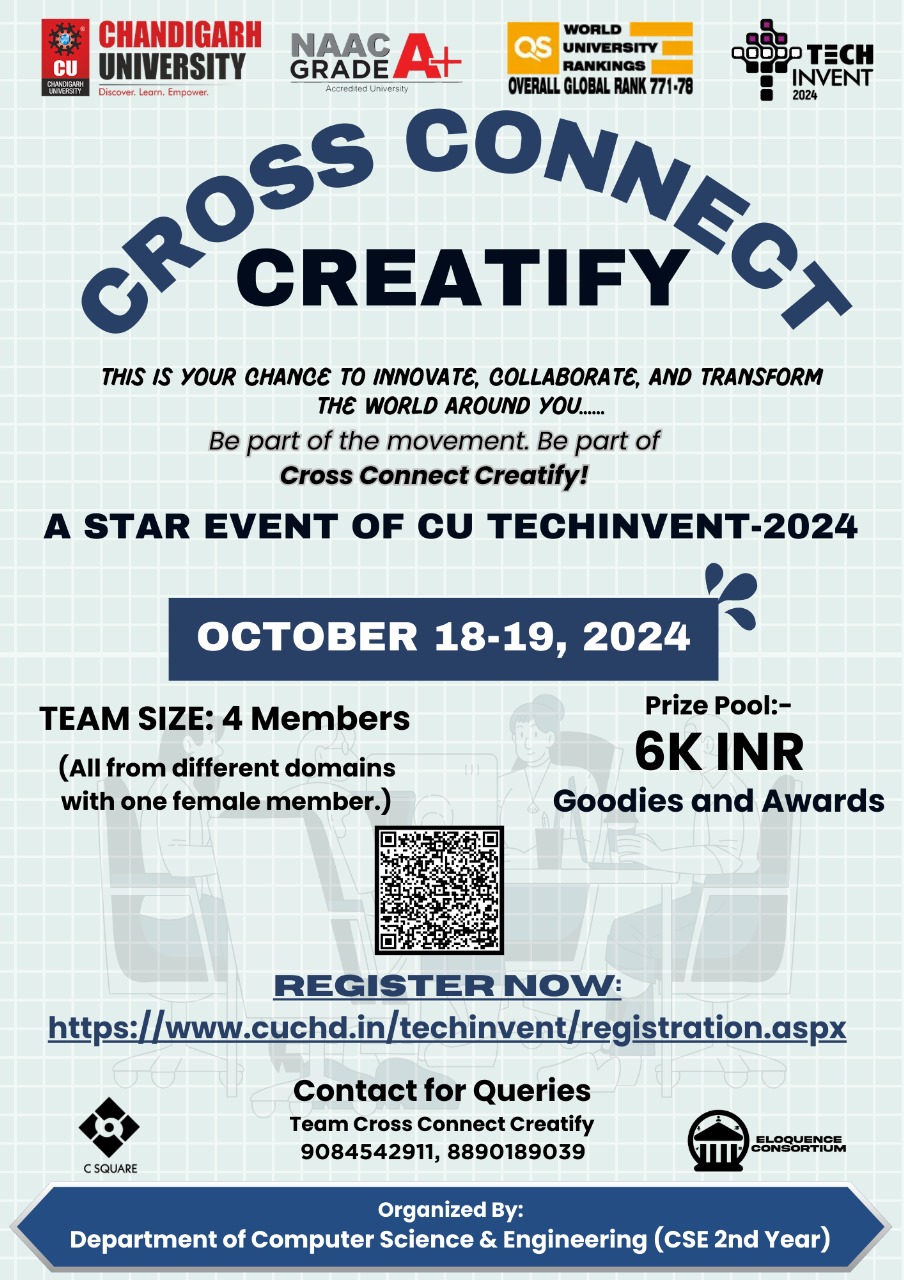 CU
CHANDIGARH
UNIVERSITY
CHANDIGARH
UNIVERSITY
Discover. Learn. Empower.
NAAC
GRADE A+
Accredited University
QS
WORLD
UNIVERSITY
RANKINGS
OVERALL GLOBAL RANK 771-78
TECH
INVENT
2024
CROSS CONNECT
CREATIFY
THIS IS YOUR CHANCE TO INNOVATE, COLLABORATE, AND TRANSFORM
THE WORLD AROUND YOU......
Be part of the movement. Be part of
Cross Connect Creatify!
A STAR EVENT OF CU TECHINVENT-2024
OCTOBER 18-19, 2024
TEAM SIZE: 4 Members
(All from different domains
with one female member.)
Prize Pool:-
6K INR
Goodies and Awards
REGISTER NOW:
https://www.cuchd.in/techinvent/registration.aspx
Contact for Queries
Team Cross Connect Creatify
9084542911, 8890189039
C SQUARE
ELOQUENCE
CONSORTIUM
Organized By:
Department of Computer Science & Engineering (CSE 2nd Year)